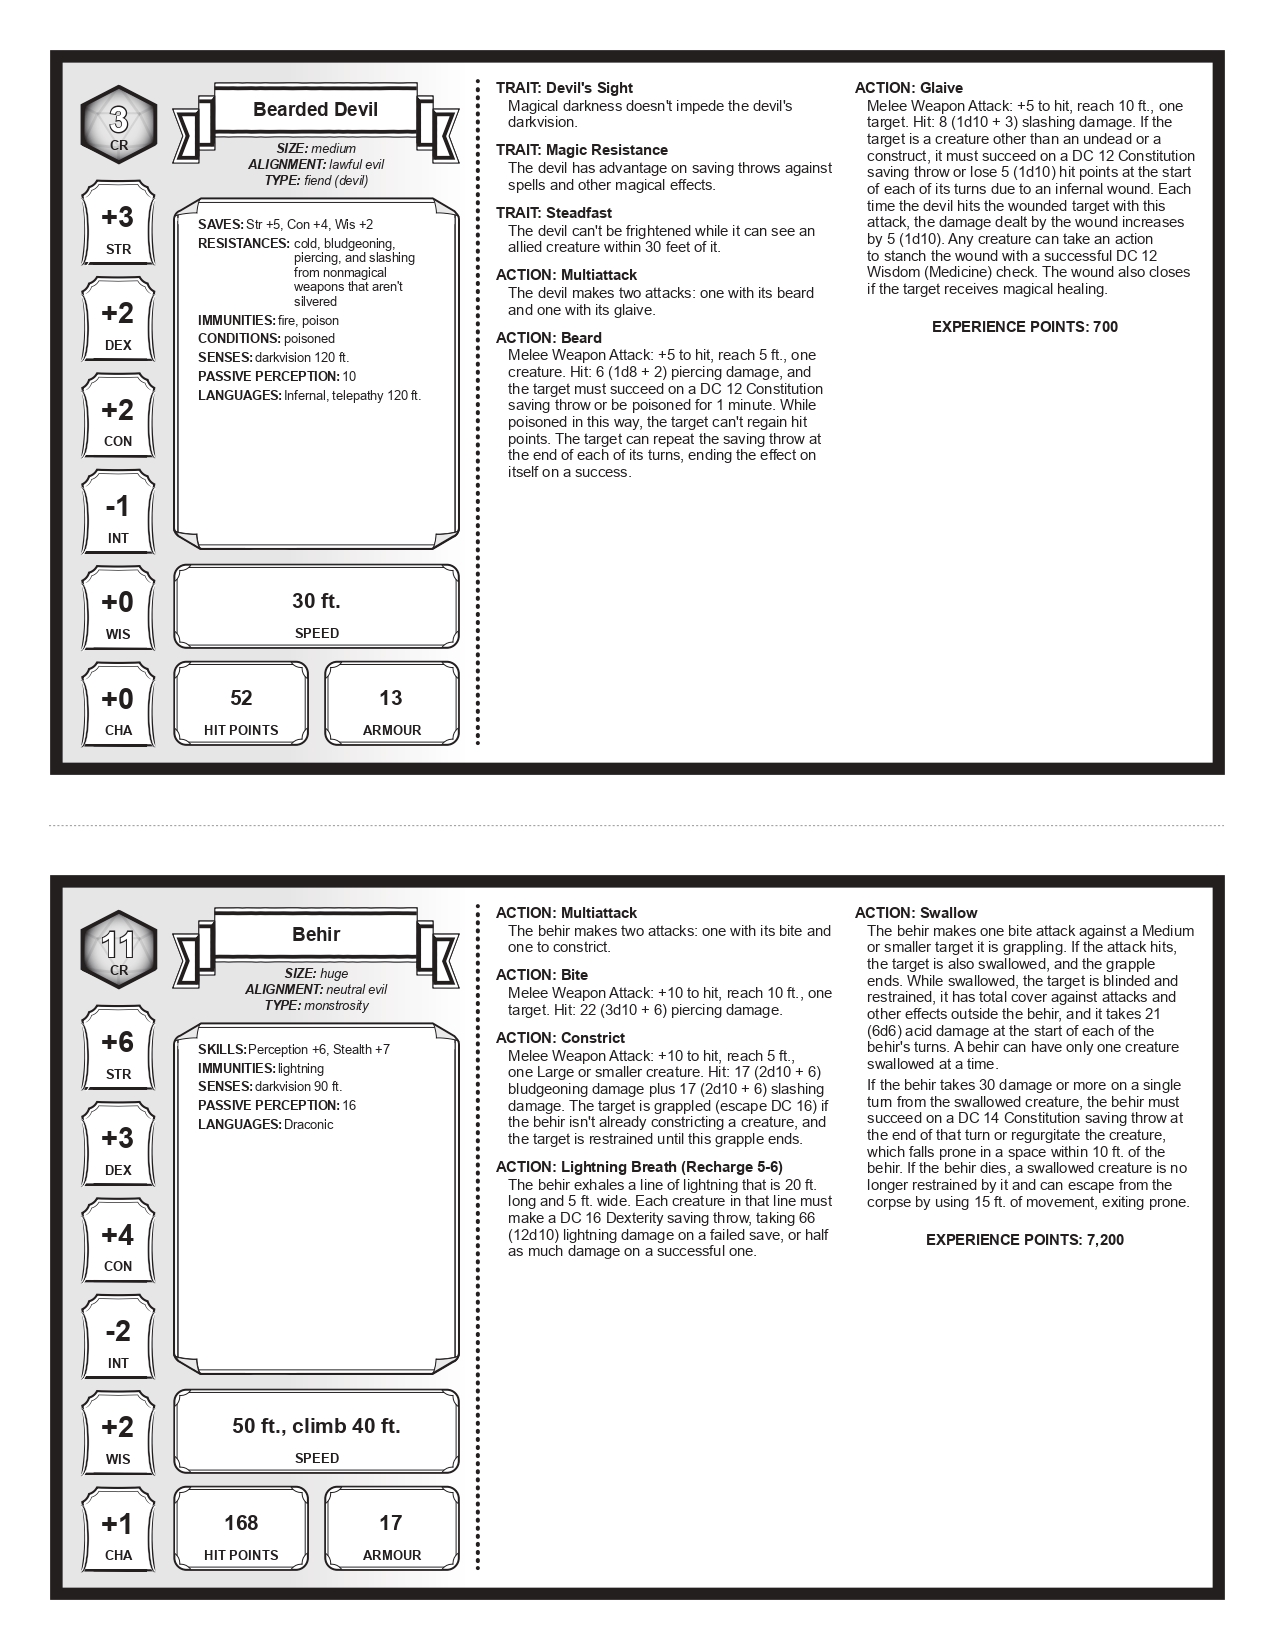 3
CR
Bearded Devil
SIZE: medium
ALIGNMENT: lawful evil
TYPE: fiend (devil)
+3
STR
+2
DEX
+2
CON
-1
INT
+0
WIS
+0
CHA
SAVES: Str +5, Con +4, Wis +2
RESISTANCES: cold, bludgeoning,
piercing, and slashing
from nonmagical
weapons that aren't
silvered
IMMUNITIES: fire, poison
CONDITIONS: poisoned
SENSES: darkvision 120 ft.
PASSIVE PERCEPTION: 10
LANGUAGES: Infernal, telepathy 120 ft.
30 ft.
SPEED
52
HIT POINTS
13
ARMOUR
TRAIT: Devil's Sight
Magical darkness doesn't impede the devil's
darkvision.
TRAIT: Magic Resistance
The devil has advantage on saving throws against
spells and other magical effects.
TRAIT: Steadfast
The devil can't be frightened while it can see an
allied creature within 30 feet of it.
ACTION: Multiattack
The devil makes two attacks: one with its beard
and one with its glaive.
ACTION: Beard
Melee Weapon Attack: +5 to hit, reach 5 ft., one
creature. Hit: 6 (1d8 + 2) piercing damage, and
the target must succeed on a DC 12 Constitution
saving throw or be poisoned for 1 minute. While
poisoned in this way, the target can't regain hit
points. The target can repeat the saving throw at
the end of each of its turns, ending the effect on
itself on a success.
ACTION: Glaive
Melee Weapon Attack: +5 to hit, reach 10 ft., one
target. Hit: 8 (1d10 + 3) slashing damage. If the
target is a creature other than an undead or a
construct, it must succeed on a DC 12 Constitution
saving throw or lose 5 (1d10) hit points at the start
of each of its turns due to an infernal wound. Each
time the devil hits the wounded target with this
attack, the damage dealt by the wound increases
by 5 (1d10). Any creature can take an action
to stanch the wound with a successful DC 12
Wisdom (Medicine) check. The wound also closes
if the target receives magical healing.
EXPERIENCE POINTS: 700
11
CR
Behir
SIZE: huge
ALIGNMENT: neutral evil
TYPE: monstrosity
+6
STR
+3
DEX
+4
CON
-2
INT
+2
WIS
+1
CHA
SKILLS: Perception +6, Stealth +7
IMMUNITIES: lightning
SENSES: darkvision 90 ft.
PASSIVE PERCEPTION: 16
LANGUAGES: Draconic
50 ft., climb 40 ft.
SPEED
168
HIT POINTS
17
ARMOUR
ACTION: Multiattack
The behir makes two attacks: one with its bite and
one to constrict.
ACTION: Bite
Melee Weapon Attack: +10 to hit, reach 10 ft., one
target. Hit: 22 (3d10 + 6) piercing damage.
ACTION: Constrict
Melee Weapon Attack: +10 to hit, reach 5 ft.,
one Large or smaller creature. Hit: 17 (2d10 + 6)
bludgeoning damage plus 17 (2d10 + 6) slashing
damage. The target is grappled (escape DC 16) if
the behir isn't already constricting a creature, and
the target is restrained until this grapple ends.
ACTION: Lightning Breath (Recharge 5-6)
The behir exhales a line of lightning that is 20 ft.
long and 5 ft. wide. Each creature in that line must
make a DC 16 Dexterity saving throw, taking 66
(12d10) lightning damage on a failed save, or half
as much damage on a successful one.
ACTION: Swallow
The behir makes one bite attack against a Medium
or smaller target it is grappling. If the attack hits,
the target is also swallowed, and the grapple
ends. While swallowed, the target is blinded and
restrained, it has total cover against attacks and
other effects outside the behir, and it takes 21
(6d6) acid damage at the start of each of the
behir's turns. A behir can have only one creature
swallowed at a time.
If the behir takes 30 damage or more on a single
turn from the swallowed creature, the behir must
succeed on a DC 14 Constitution saving throw at
the end of that turn or regurgitate the creature,
which falls prone in a space within 10 ft. of the
behir. If the behir dies, a swallowed creature is no
longer restrained by it and can escape from the
corpse by using 15 ft. of movement, exiting prone.
EXPERIENCE POINTS: 7,200